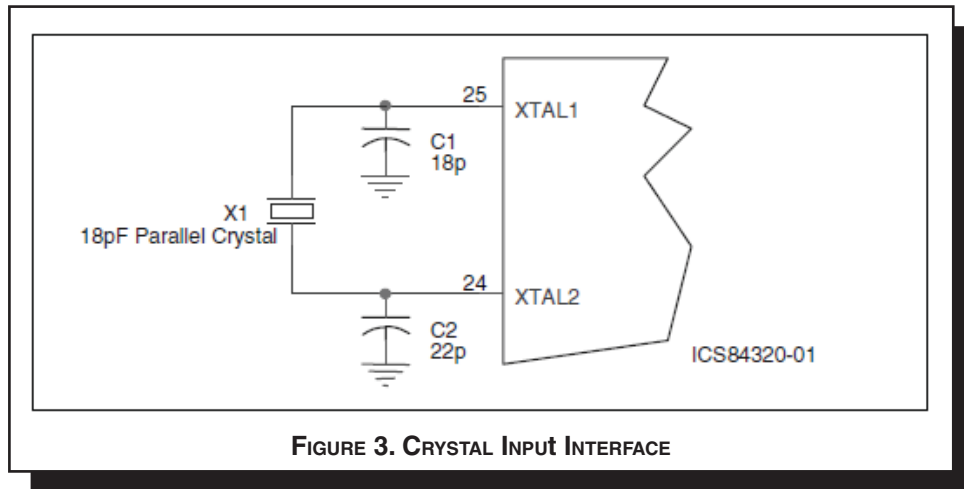 25
XTAL1
C1
18p
X1
18pF Parallel Crystal
24
XTAL2
C2
22p
ICS84320-01
FIGURE 3. CRYSTAL INPUt INTERFACE